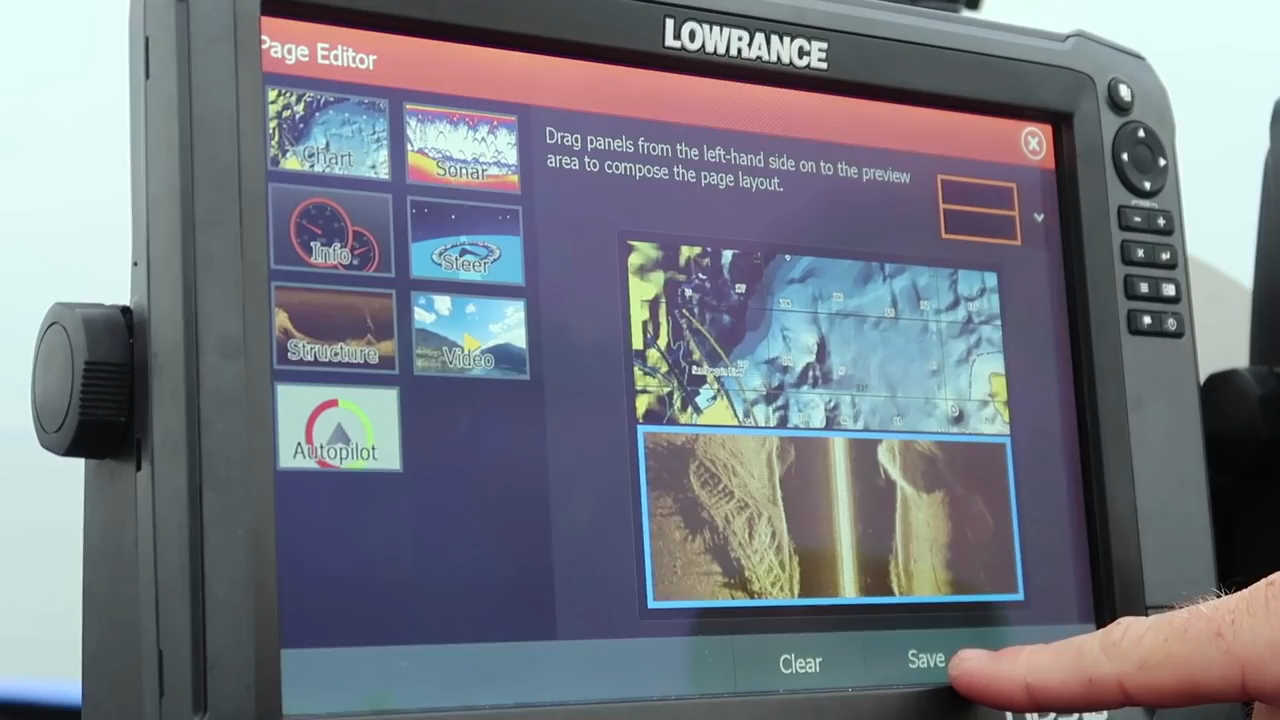 LOWRANCE
Page Editor
Chart
Sonar
Drag panels from the left-hand side on to the preview
area to compose the page layout.
Info
Steer
Structure
Video
Autopilot
Clear
Save